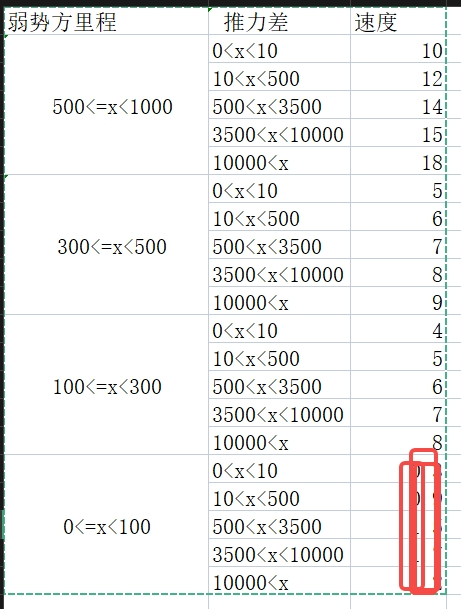 弱势方里程 推力差 速度
0<x<10 10
10<x<500 12
500<=x<1000 500<x<3500 14
3500<x<10000 15
10000<x 18
0<x<10 5
10<x<500 6
300<=x<500 500<x<3500 7
3500<x<10000 8
10000<x 9
0<x<10 4
10<x<500 5
100<=x<300 500<x<3500 6
3500<x<10000 7
10000<x 8
0<x<10
10<x<500
0<=x<100 500<x<3500
3500<x<10000
10000<x